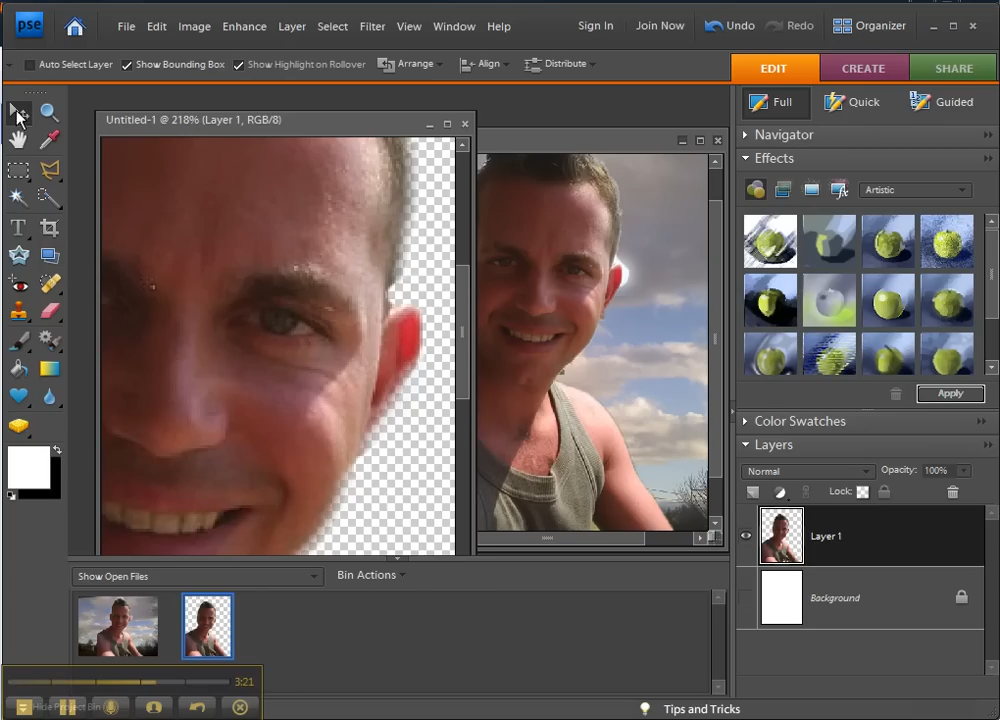 pse File Edit Image Enhance Layer Select Filter View Window Help Sign In Join Now Undo Redo Organizer
Auto Select Layer Show Bounding Box Show Highlight on Rollover Arrange Align Distribute
EDIT CREATE SHARE
Full Quick Guided
Untitled-1 @ 218% (Layer 1, RGB/8)
Navigator
Effects
Artistic
Apply
Color Swatches
Layers
Normal Opacity: 100%
Lock:
Layer 1
Background
Show Open Files Bin Actions
3:21
Hide Project Bin
Tips and Tricks